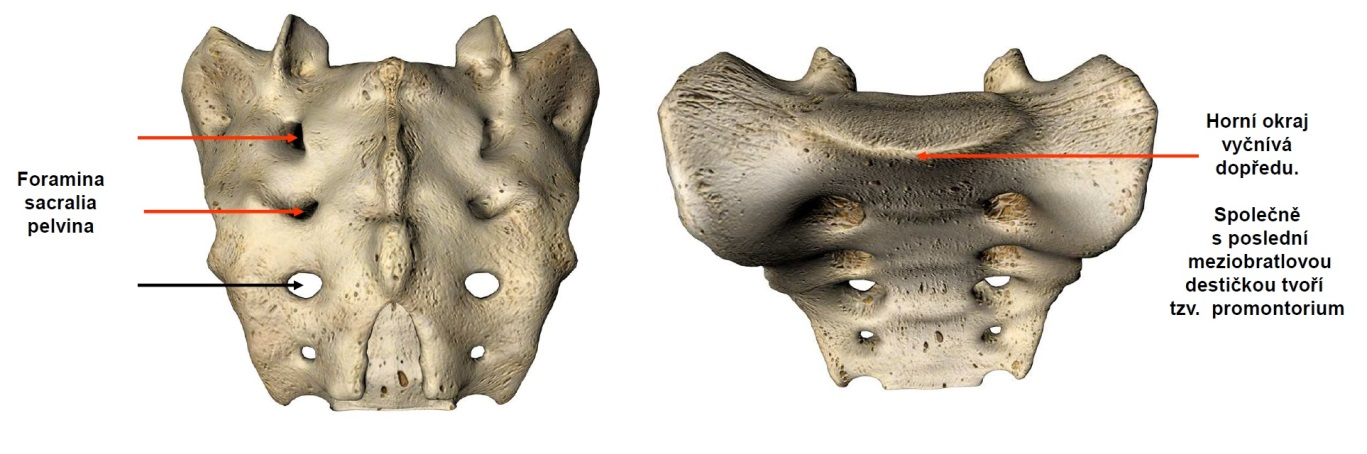 Foramina
sacralia
pelvina
Horní okraj
vyčnívá
dopředu.
Společně
s poslední
meziobratlovou
destičkou tvoří
tzv. promontorium